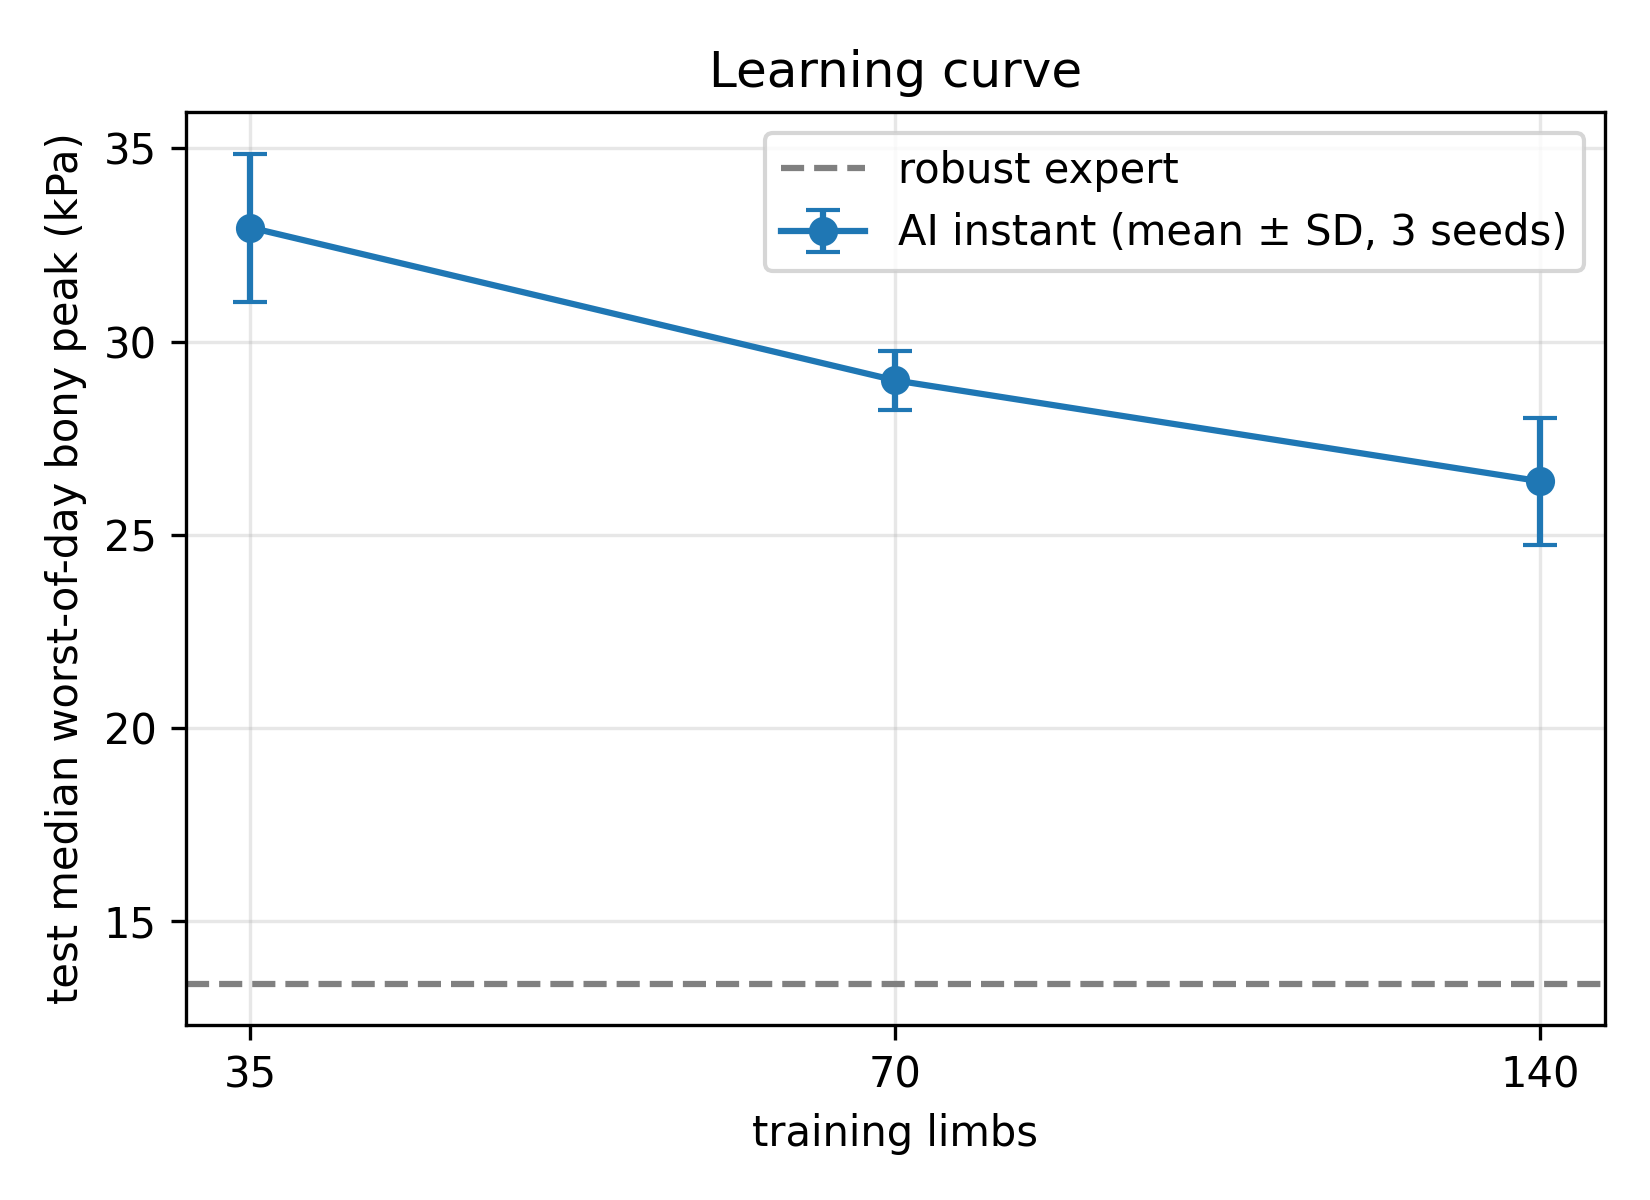 Learning curve
robust expert
AI instant (mean ± SD, 3 seeds)
test median worst-of-day bony peak (kPa)
35
30
25
20
15
35 70 140
training limbs